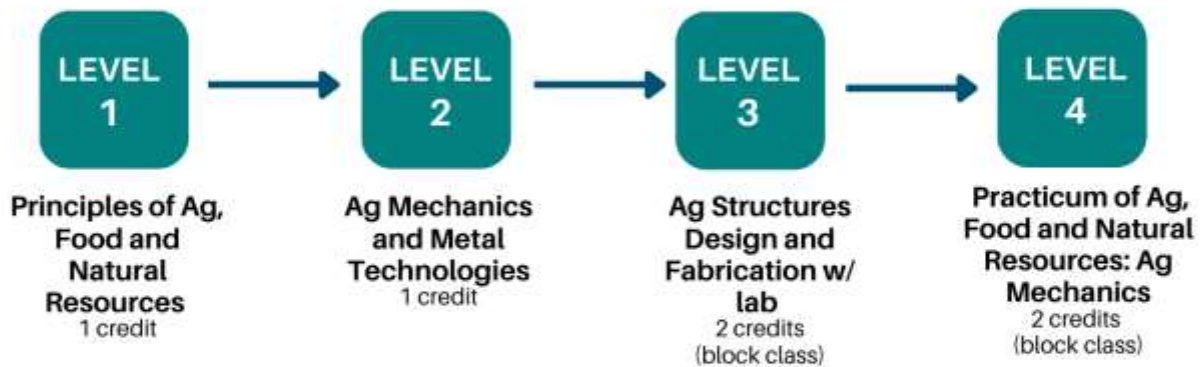 LEVEL
1
LEVEL
2
LEVEL
3
LEVEL
4
Principles of Ag,
Food and
Natural
Resources
1 credit
Ag Mechanics
and Metal
Technologies
1 credit
Ag Structures
Design and
Fabrication w/
lab
2 credits
(block class)
Practicum of Ag,
Food and Natural
Resources: Ag
Mechanics
2 credits
(block class)